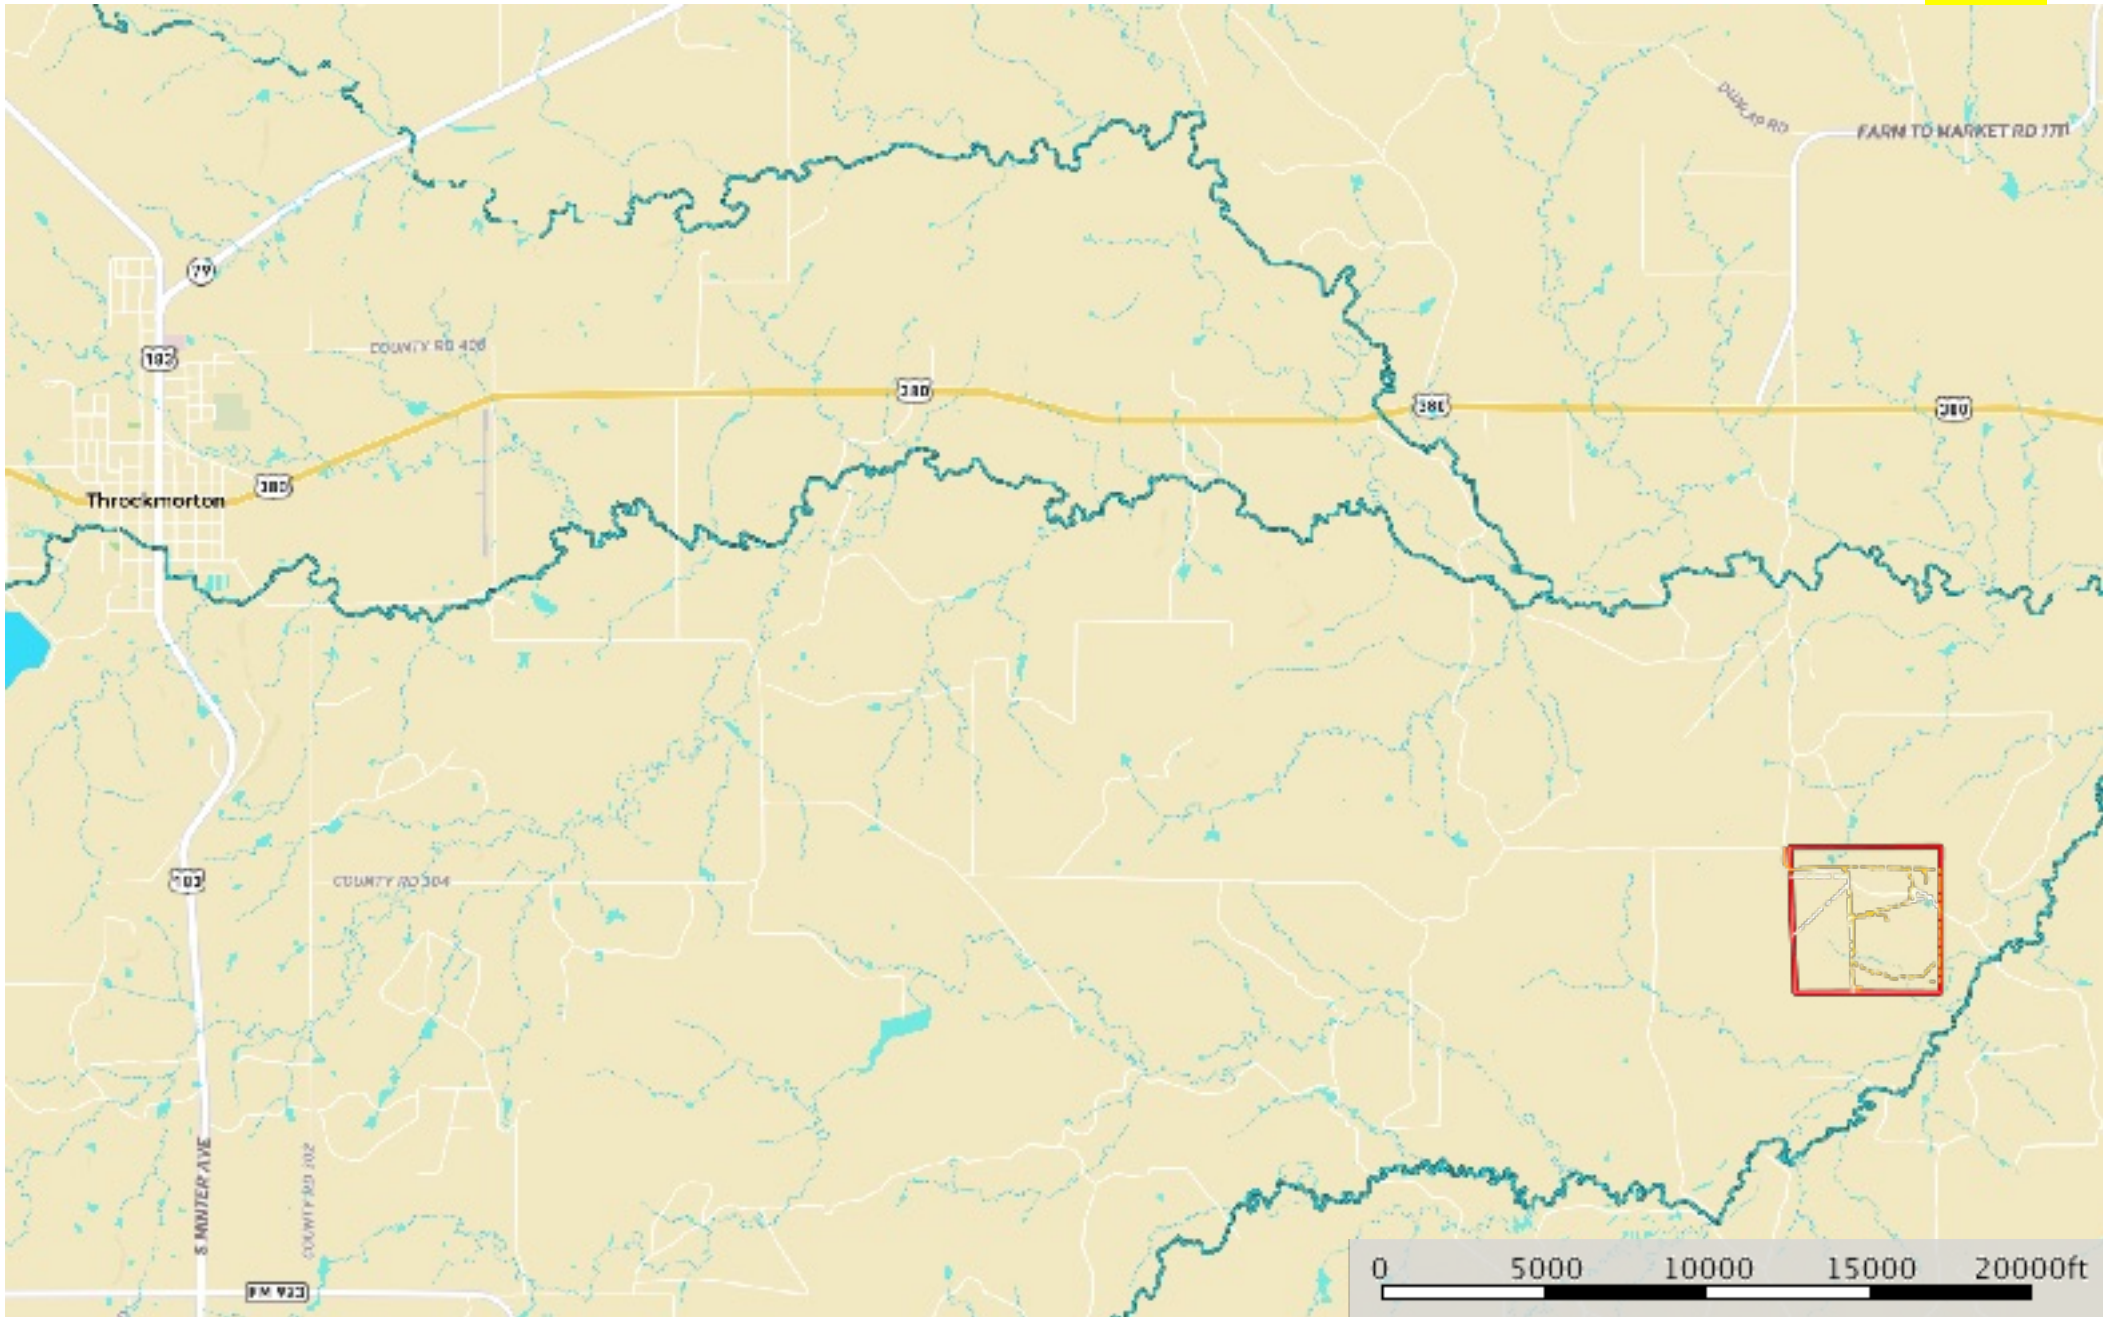 DUNLAP RD
FARM TO MARKET RD 1711
79
183
COUNTY RD 406
380
380
380
380
Throckmorton
183
COUNTY RD 304
S MINTER AVE
COUNTY RD 302
FM 923
0 5000 10000 15000 20000ft